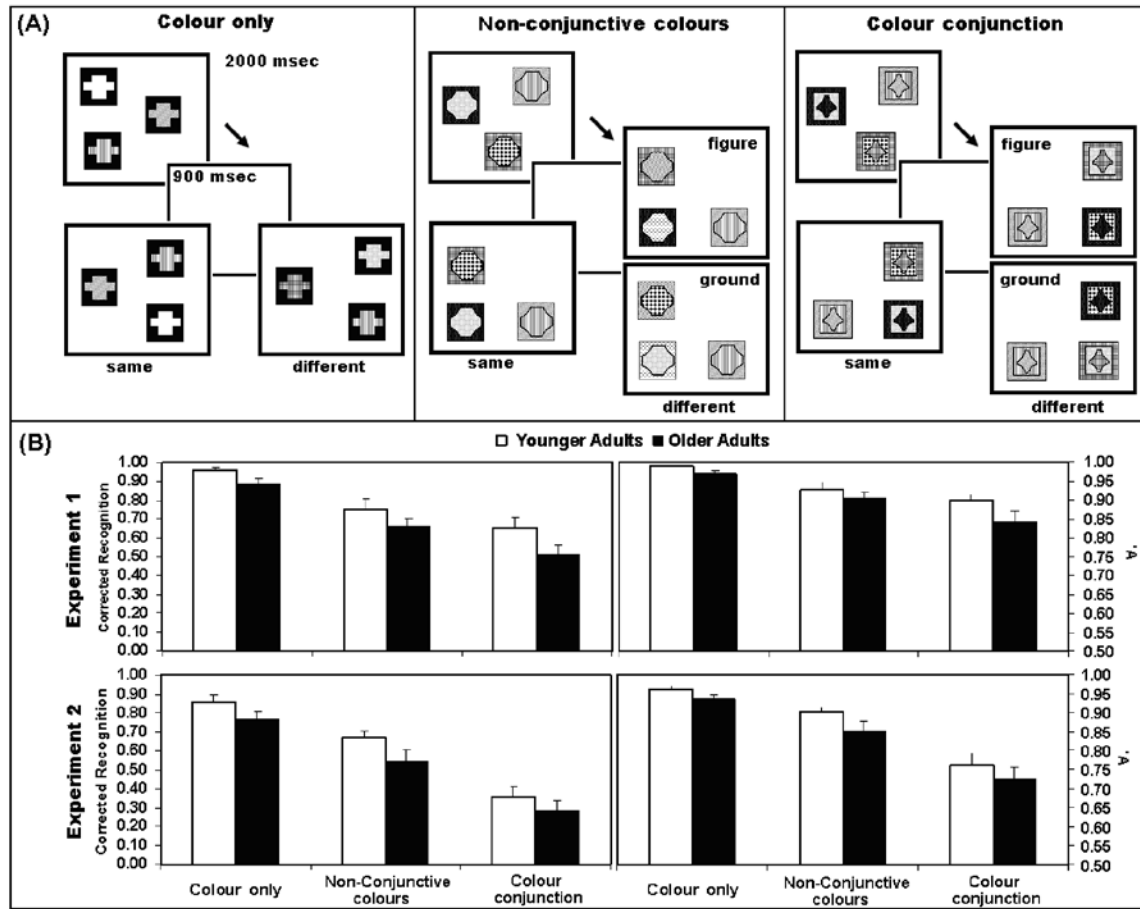 (A)
Colour only
2000 msec
900 msec
same
different
Non-conjunctive colours
figure
ground
same
different
Colour conjunction
figure
ground
same
different
(B)
Younger Adults Older Adults
Experiment 1
Corrected Recognition
1.00
0.90
0.80
0.70
0.60
0.50
0.40
0.30
0.20
0.10
0.00
1.00
0.95
0.90
0.85
0.80
0.75
0.70
0.65
0.60
0.55
0.50
A'
Experiment 2
Corrected Recognition
1.00
0.90
0.80
0.70
0.60
0.50
0.40
0.30
0.20
0.10
0.00
1.00
0.95
0.90
0.85
0.80
0.75
0.70
0.65
0.60
0.55
0.50
A'
Colour only
Non-Conjunctive
colours
Colour
conjunction
Colour only
Non-Conjunctive
colours
Colour
conjunction